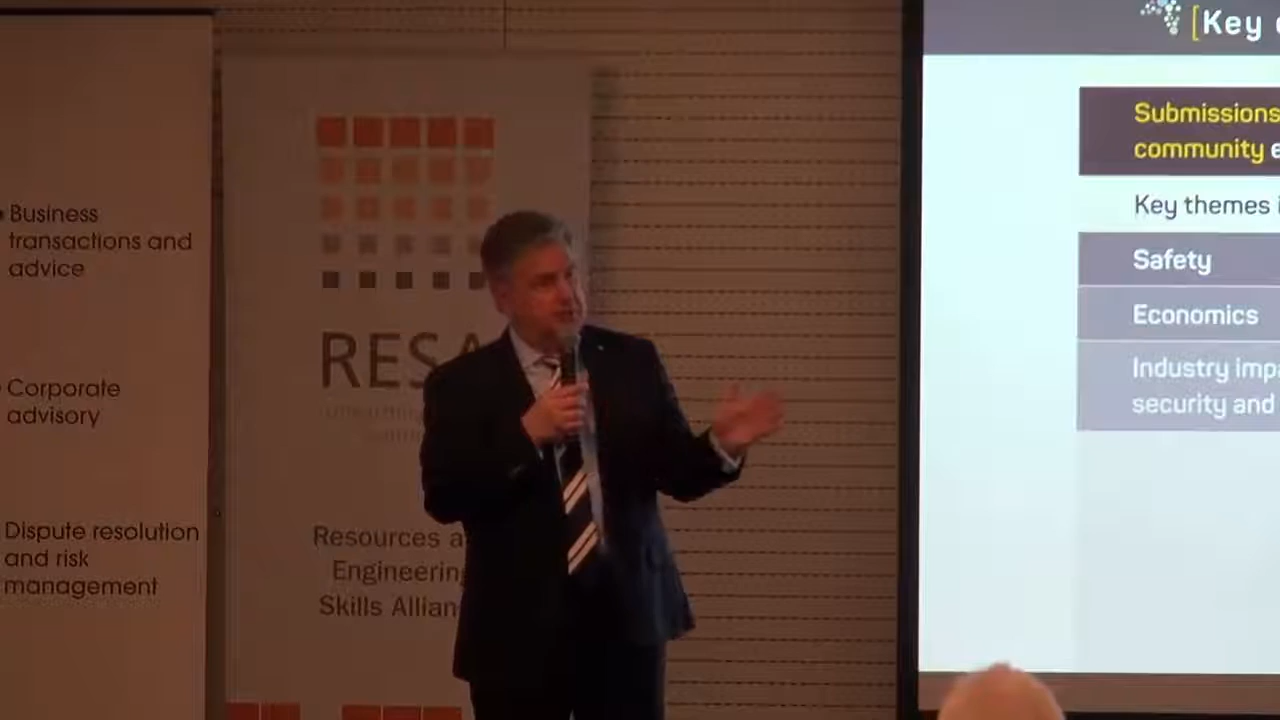 Business
transactions and
advice
Corporate
advisory
Dispute resolution
and risk
management
RESA
Resources a
Engineering
Skills Allian
[Key
Submissions
community e
Key themes i
Safety
Economics
Industry impa
security and